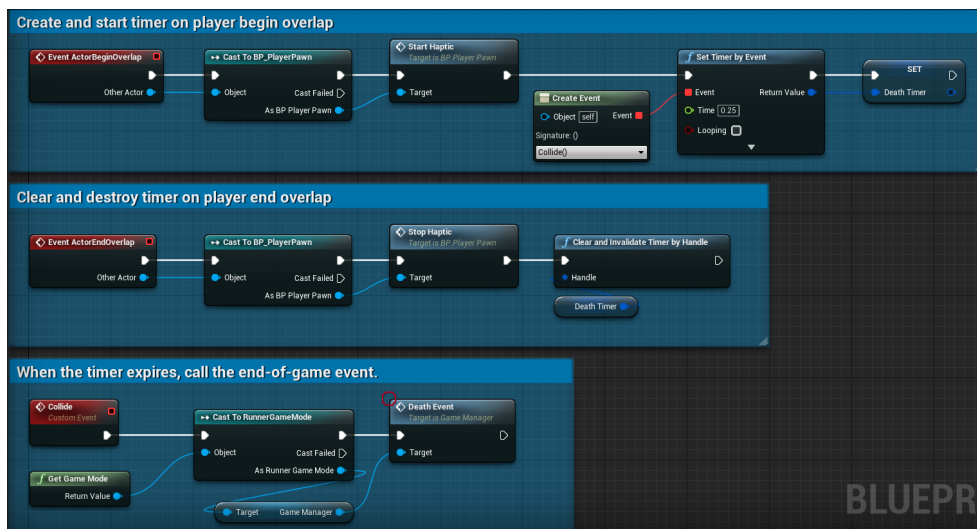 Create and start timer on player begin overlap
Event ActorBeginOverlap
Other Actor
Cast To BP_PlayerPawn
Object
Cast Failed
As BP Player Pawn
Start Haptic
Target is BP Player Pawn
Target
Create Event
Object self Event
Signature: ()
Collide()
Set Timer by Event
Event Return Value
Time 0.25
Looping
SET
Death Timer
Clear and destroy timer on player end overlap
Event ActorEndOverlap
Other Actor
Cast To BP_PlayerPawn
Object
Cast Failed
As BP Player Pawn
Stop Haptic
Target is BP Player Pawn
Target
Clear and Invalidate Timer by Handle
Handle
Death Timer
When the timer expires, call the end-of-game event.
Collide
Custom Event
Get Game Mode
Return Value
Cast To RunnerGameMode
Object
Cast Failed
As Runner Game Mode
Target Game Manager
Death Event
Target is Game Manager
Target
BLUEPR